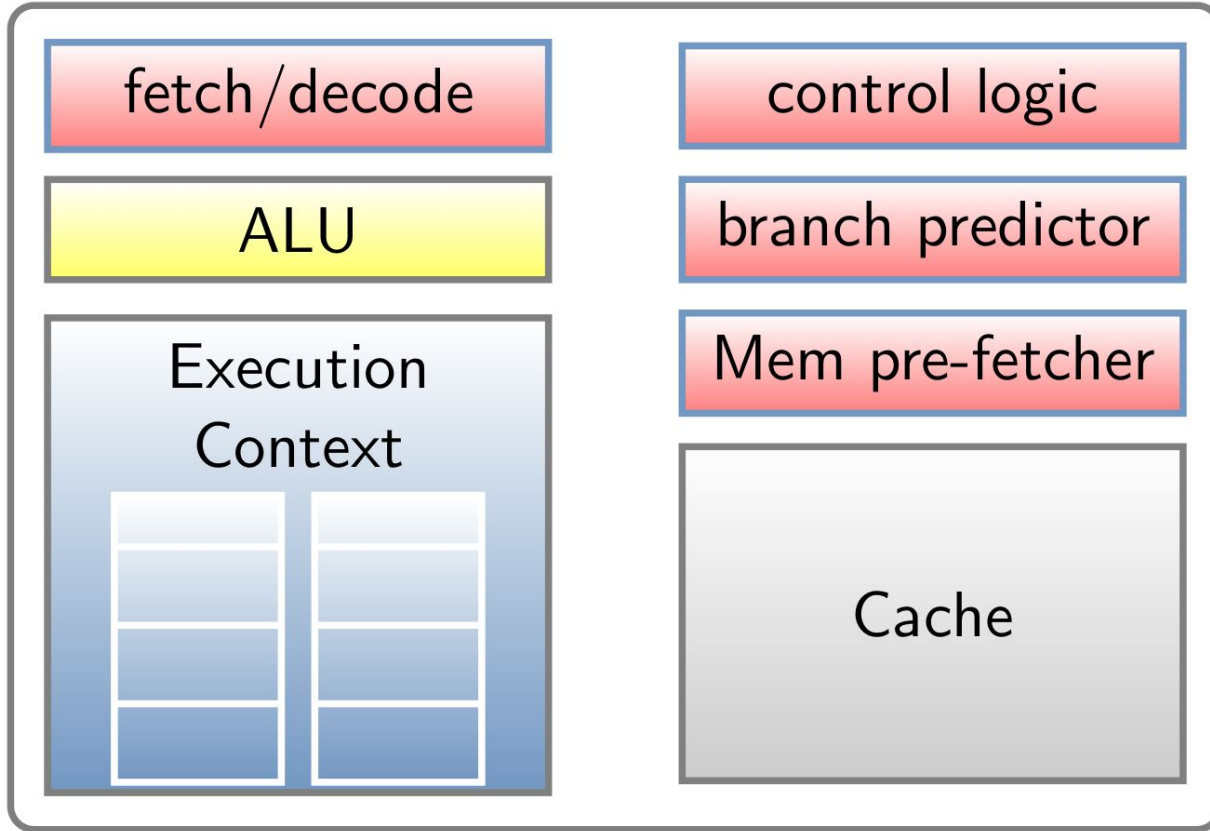 fetch/decode
ALU
Execution
Context
control logic
branch predictor
Mem pre-fetcher
Cache